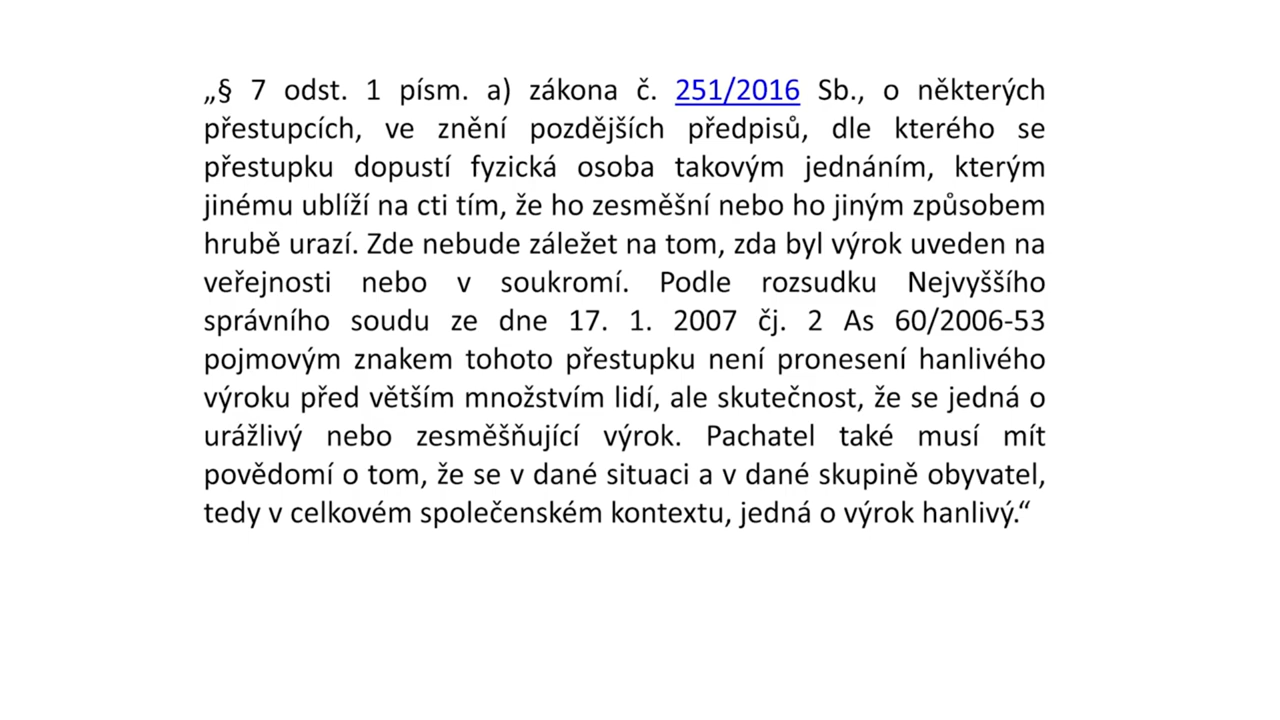 „§ 7 odst. 1 písm. a) zákona č. 251/2016 Sb., o některých
přestupcích, ve znění pozdějších předpisů, dle kterého se
přestupku dopustí fyzická osoba takovým jednáním, kterým
jinému ublíží na cti tím, že ho zesměšní nebo ho jiným způsobem
hrubě urazí. Zde nebude záležet na tom, zda byl výrok uveden na
veřejnosti nebo v soukromí. Podle rozsudku Nejvyššího
správního soudu ze dne 17. 1. 2007 čj. 2 As 60/2006-53
pojmovým znakem tohoto přestupku není pronesení hanlivého
výroku před větším množstvím lidí, ale skutečnost, že se jedná o
urážlivý nebo zesměšňující výrok. Pachatel také musí mít
povědomí o tom, že se v dané situaci a v dané skupině obyvatel,
tedy v celkovém společenském kontextu, jedná o výrok hanlivý.“